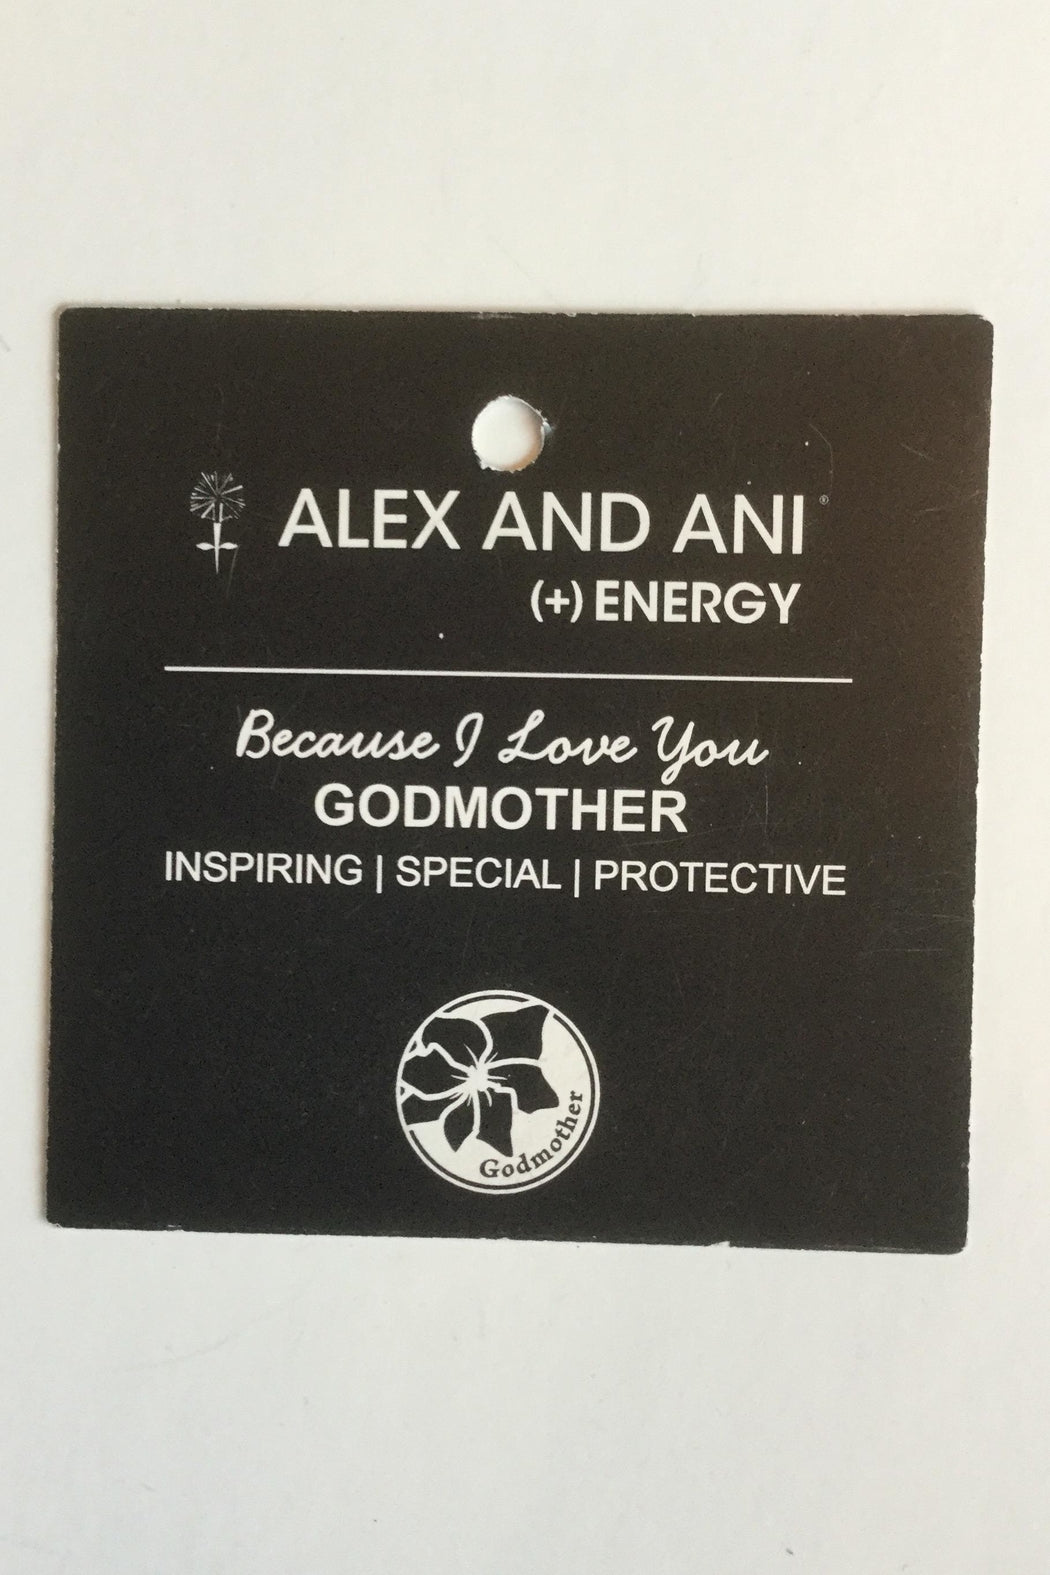 ALEX AND ANI®
(+) ENERGY
Because I Love You
GODMOTHER
INSPIRING | SPECIAL | PROTECTIVE
Godmother